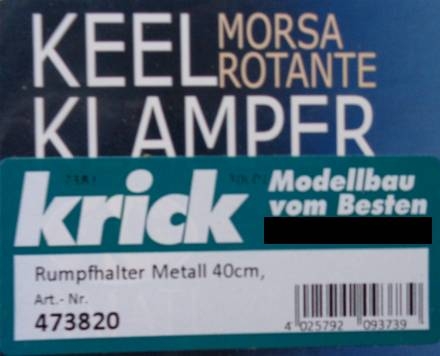 KEEL MORSA
ROTANTE
KLAMPER
krick Modellbau
vom Besten
Rumpfhalter Metall 40cm,
Art.- Nr.
473820
4 025792 093739